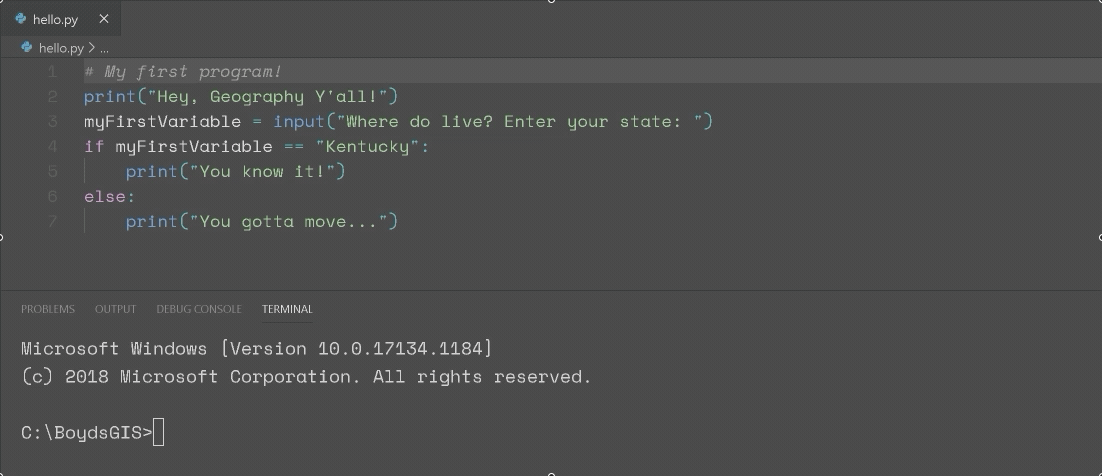 hello.py ×
hello.py > ...
1 # My first program!
2 print("Hey, Geography Y'all!")
3 myFirstVariable = input("Where do live? Enter your state: ")
4 if myFirstVariable == "Kentucky":
5     print("You know it!")
6 else:
7     print("You gotta move...")
PROBLEMS OUTPUT DEBUG CONSOLE TERMINAL
Microsoft Windows [Version 10.0.17134.1184]
(c) 2018 Microsoft Corporation. All rights reserved.
C:\BoydsGIS>